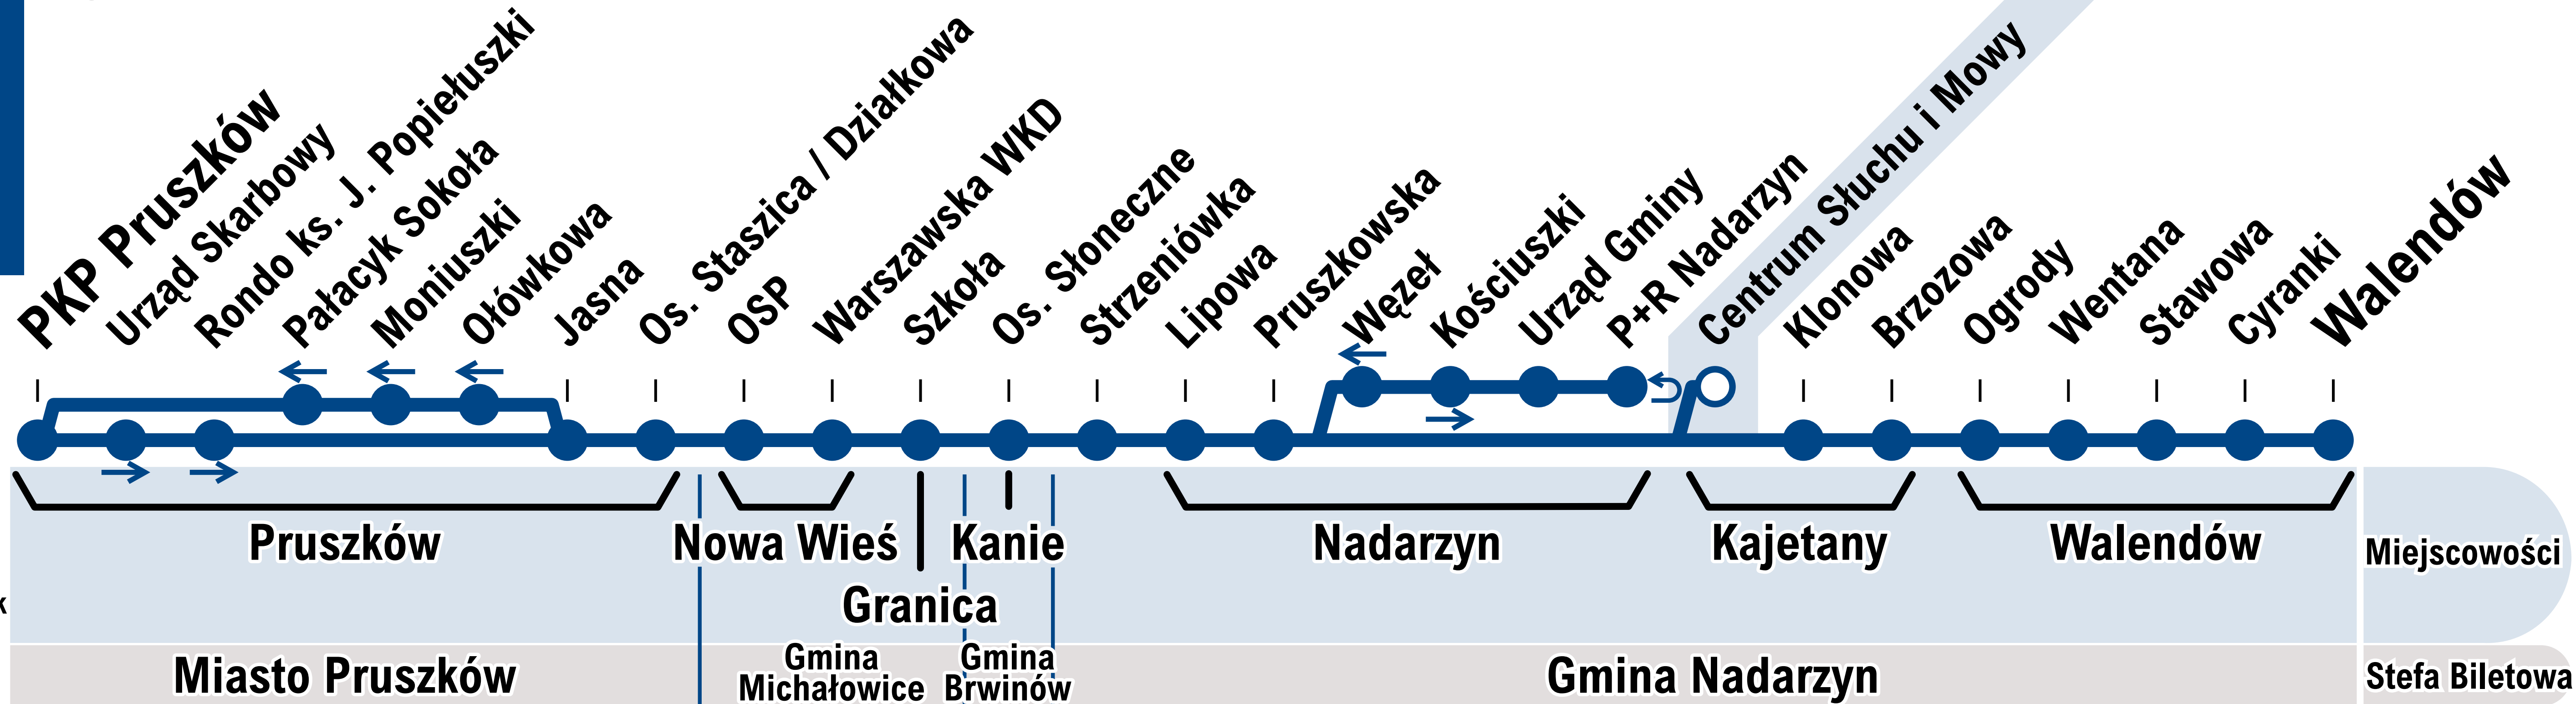 PKP Pruszków
Urząd Skarbowy
Rondo ks. J. Popiełuszki
Pałacyk Sokoła
Moniuszki
Ołówkowa
Jasna
Os. Staszica / Działkowa
OSP
Warszawska WKD
Szkoła
Os. Słoneczne
Strzeniówka
Lipowa
Pruszkowska
Węzeł
Kościuszki
Urząd Gminy
P+R Nadarzyn
Centrum Słuchu i Mowy
Klonowa
Brzozowa
Ogrody
Wentana
Stawowa
Cyranki
Walendów
Pruszków
Nowa Wieś
Kanie
Nadarzyn
Kajetany
Walendów
Miejscowości
Granica
Miasto Pruszków
Gmina
Michałowice
Gmina
Brwinów
Gmina Nadarzyn
Stefa Biletowa